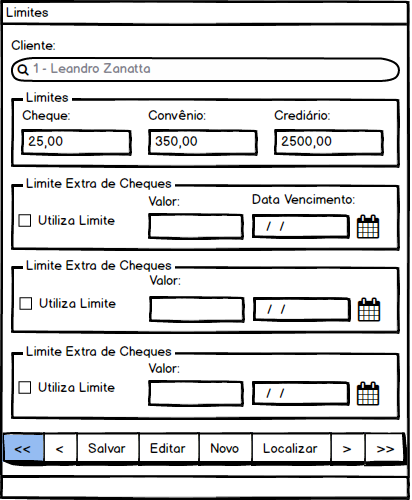 Limites
Cliente:
1 - Leandro Zanatta
Limites
Cheque: Convênio: Crediário:
25,00 350,00 2500,00
Limite Extra de Cheques
Valor: Data Vencimento:
Utiliza Limite / /
Limite Extra de Cheques
Valor:
Utiliza Limite / /
Limite Extra de Cheques
Valor:
Utiliza Limite / /
<< < Salvar Editar Novo Localizar > >>